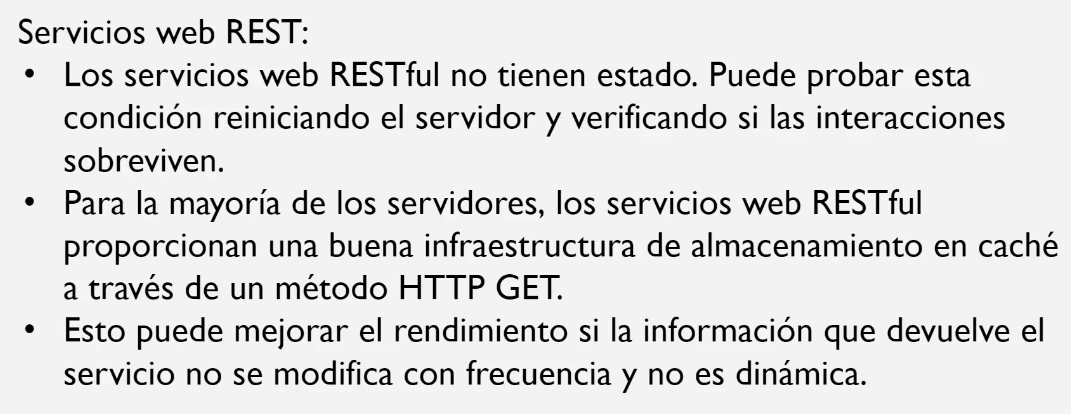 Servicios web REST:
• Los servicios web RESTful no tienen estado. Puede probar esta
condición reiniciando el servidor y verificando si las interacciones
sobreviven.
• Para la mayoría de los servidores, los servicios web RESTful
proporcionan una buena infraestructura de almacenamiento en caché
a través de un método HTTP GET.
• Esto puede mejorar el rendimiento si la información que devuelve el
servicio no se modifica con frecuencia y no es dinámica.